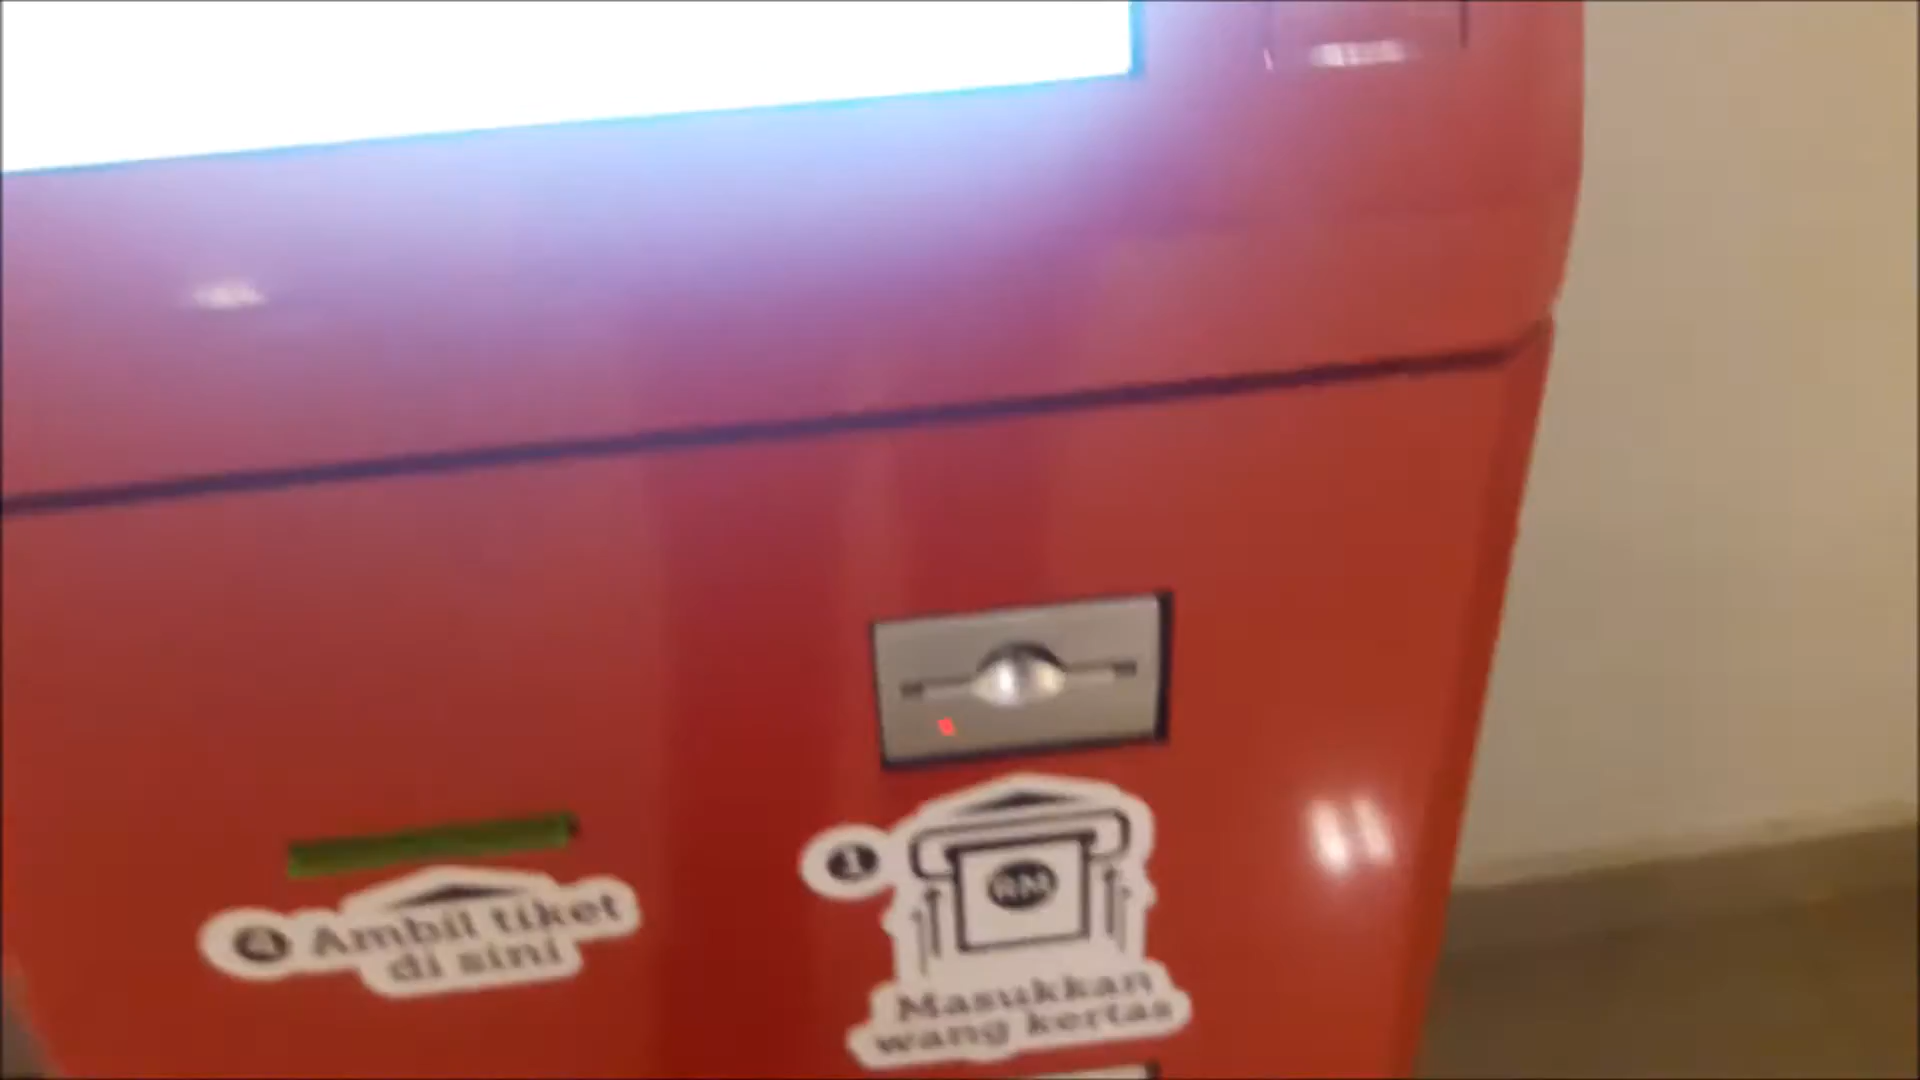 4 Ambil tiket
di sini
1
RM
Masukkan
wang kertas